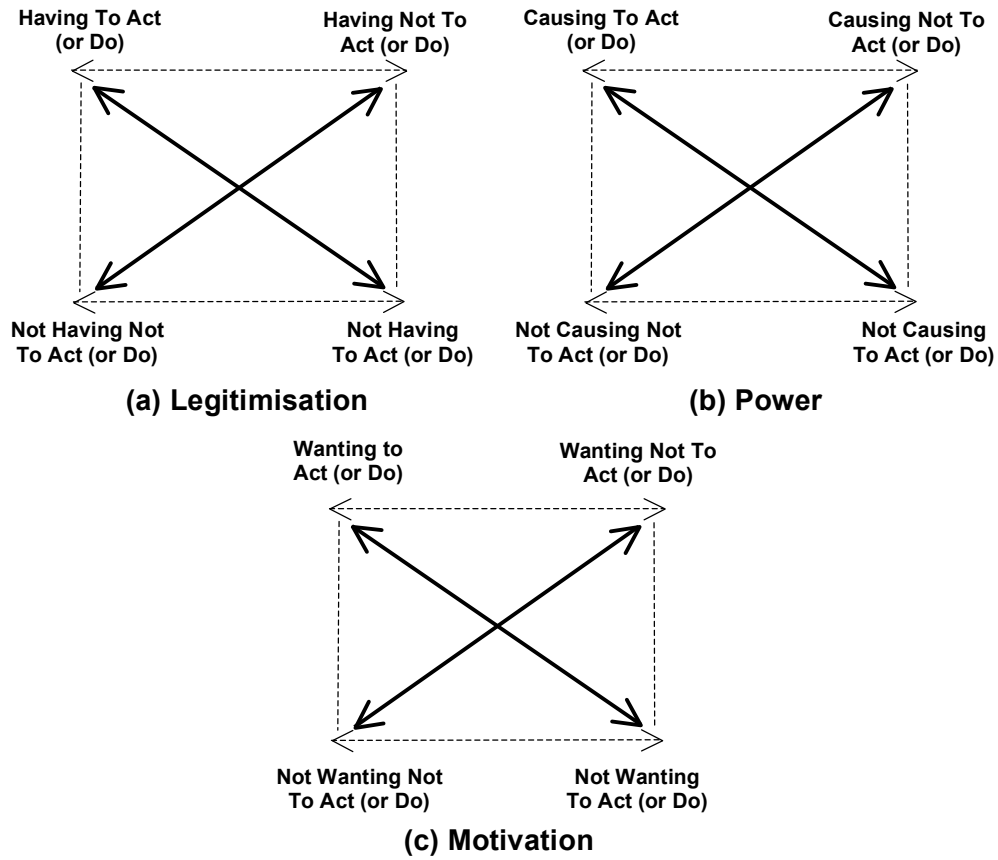 Having To Act
(or Do)
Having Not To
Act (or Do)
Not Having Not
To Act (or Do)
Not Having
To Act (or Do)
(a) Legitimisation
Causing To Act
(or Do)
Causing Not To
Act (or Do)
Not Causing Not
To Act (or Do)
Not Causing
To Act (or Do)
(b) Power
Wanting to
Act (or Do)
Wanting Not To
Act (or Do)
Not Wanting Not
To Act (or Do)
Not Wanting
To Act (or Do)
(c) Motivation